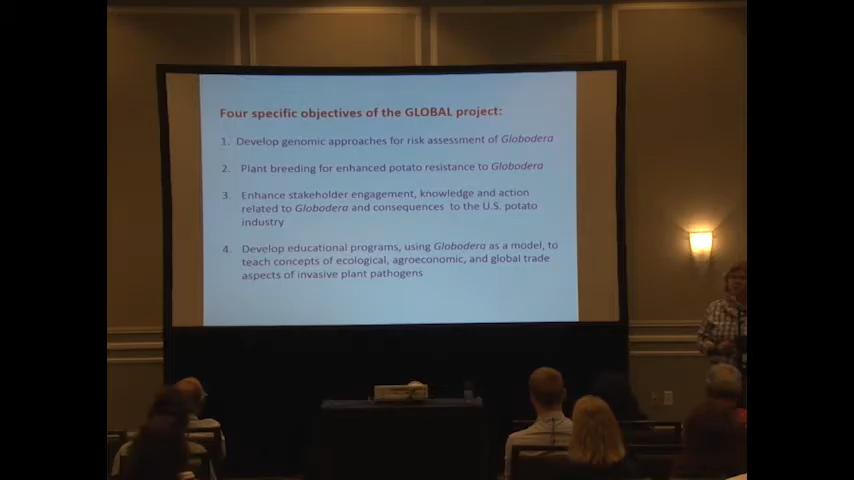 Four specific objectives of the GLOBAL project:
1. Develop genomic approaches for risk assessment of Globodera
2. Plant breeding for enhanced potato resistance to Globodera
3. Enhance stakeholder engagement, knowledge and action
related to Globodera and consequences to the U.S. potato
industry
4. Develop educational programs, using Globodera as a model, to
teach concepts of ecological, agroeconomic, and global trade
aspects of invasive plant pathogens